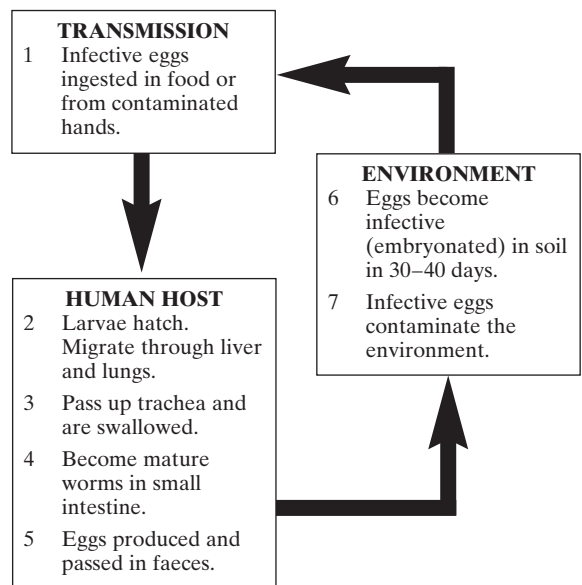 TRANSMISSION
1 Infective eggs
ingested in food or
from contaminated
hands.
HUMAN HOST
2 Larvae hatch.
Migrate through liver
and lungs.
3 Pass up trachea and
are swallowed.
4 Become mature
worms in small
intestine.
5 Eggs produced and
passed in faeces.
ENVIRONMENT
6 Eggs become
infective
(embryonated) in soil
in 30–40 days.
7 Infective eggs
contaminate the
environment.